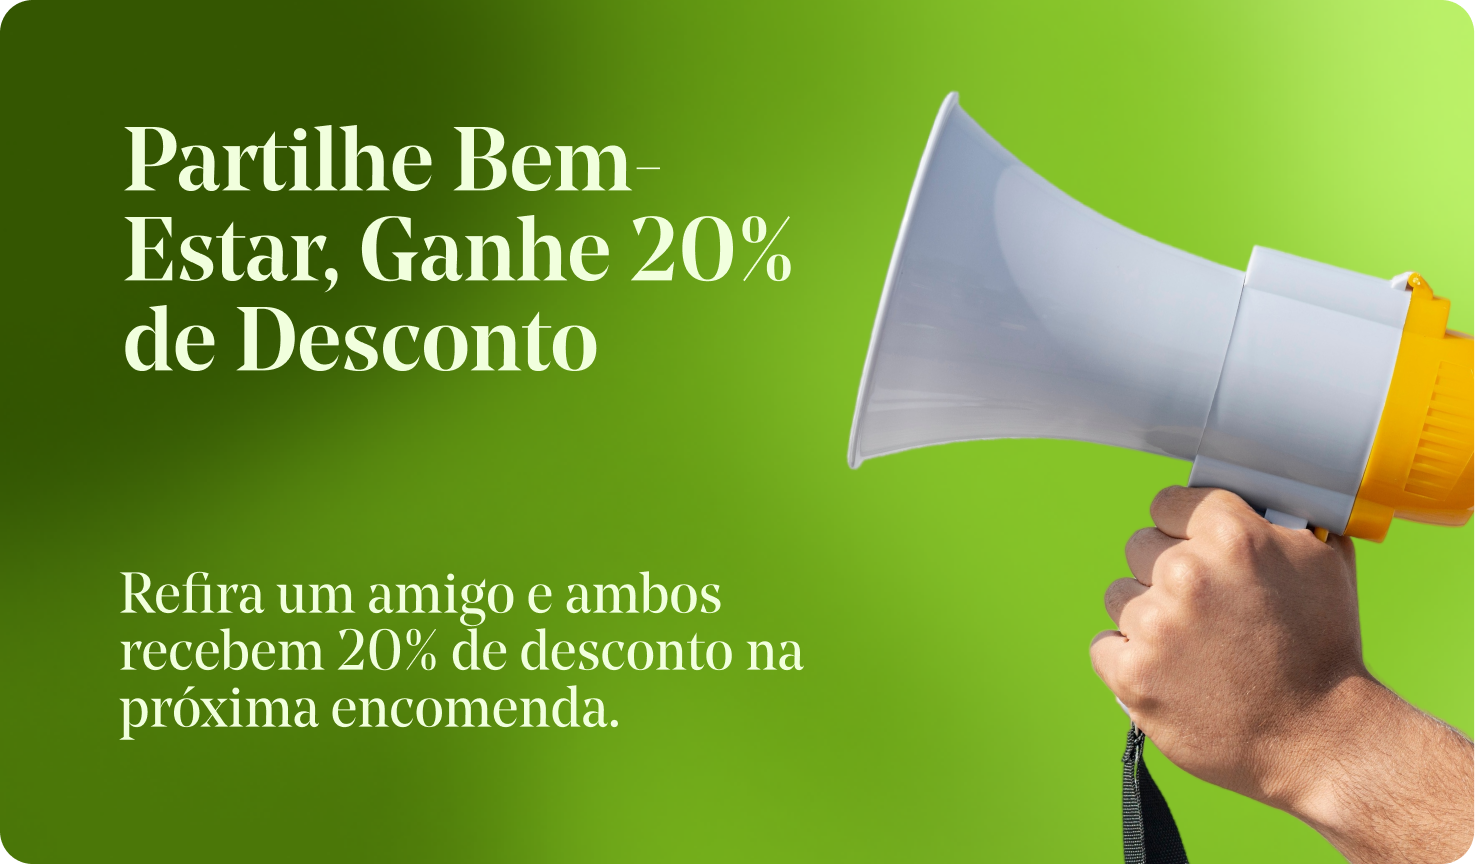 Partilhe Bem-
Estar, Ganhe 20%
de Desconto
Refira um amigo e ambos
recebem 20% de desconto na
próxima encomenda.